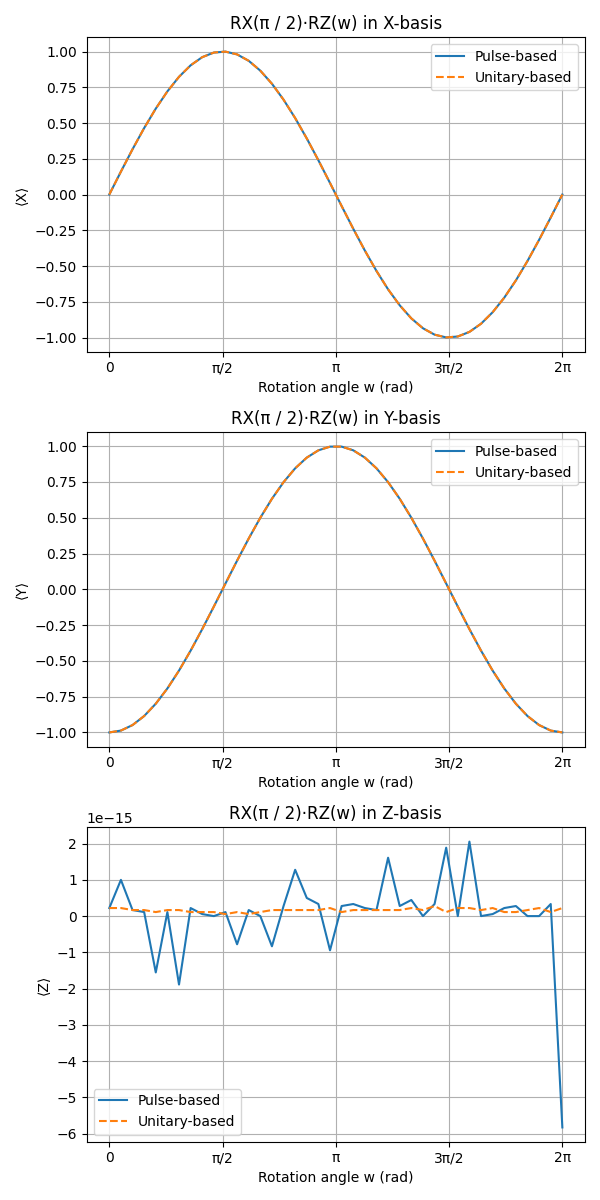 RX(π / 2)·RZ(w) in X-basis
1.00
0.75
0.50
0.25
0.00
−0.25
−0.50
−0.75
−1.00
⟨X⟩
Pulse-based
Unitary-based
0 π/2 π 3π/2 2π
Rotation angle w (rad)
RX(π / 2)·RZ(w) in Y-basis
1.00
0.75
0.50
0.25
0.00
−0.25
−0.50
−0.75
−1.00
⟨Y⟩
Pulse-based
Unitary-based
0 π/2 π 3π/2 2π
Rotation angle w (rad)
RX(π / 2)·RZ(w) in Z-basis
1e−15
2
1
0
−1
−2
−3
−4
−5
−6
⟨Z⟩
Pulse-based
Unitary-based
0 π/2 π 3π/2 2π
Rotation angle w (rad)